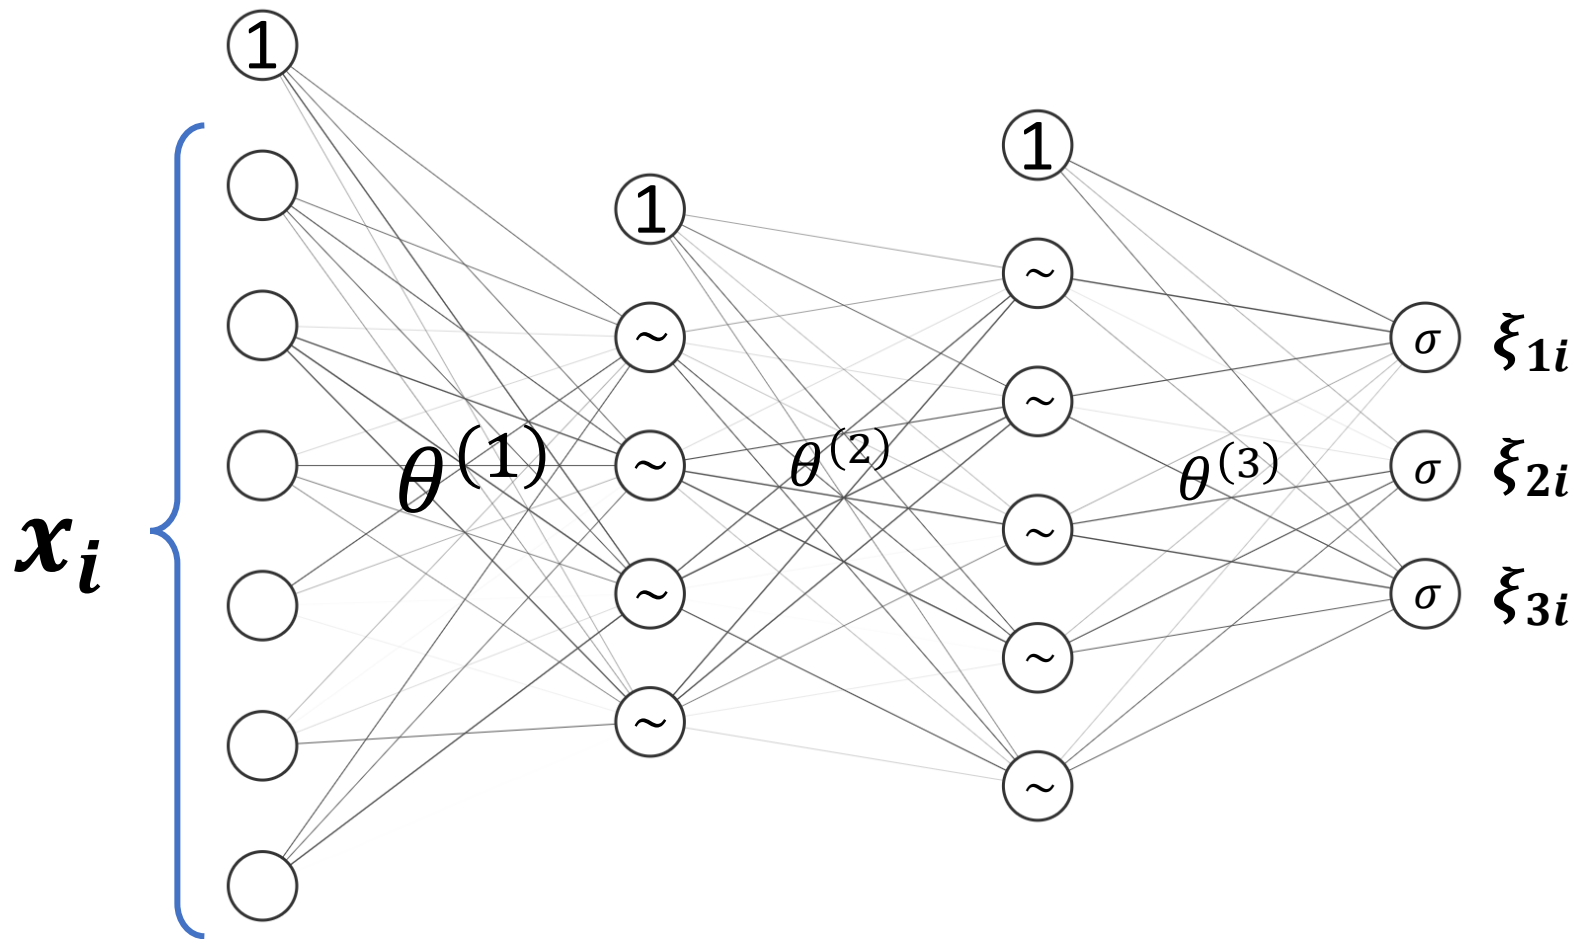 1
1
1
~
~
~
~
~
~
~
~
~
σ
σ
σ
x_i
θ^(1)
θ^(2)
θ^(3)
ξ_1i
ξ_2i
ξ_3i